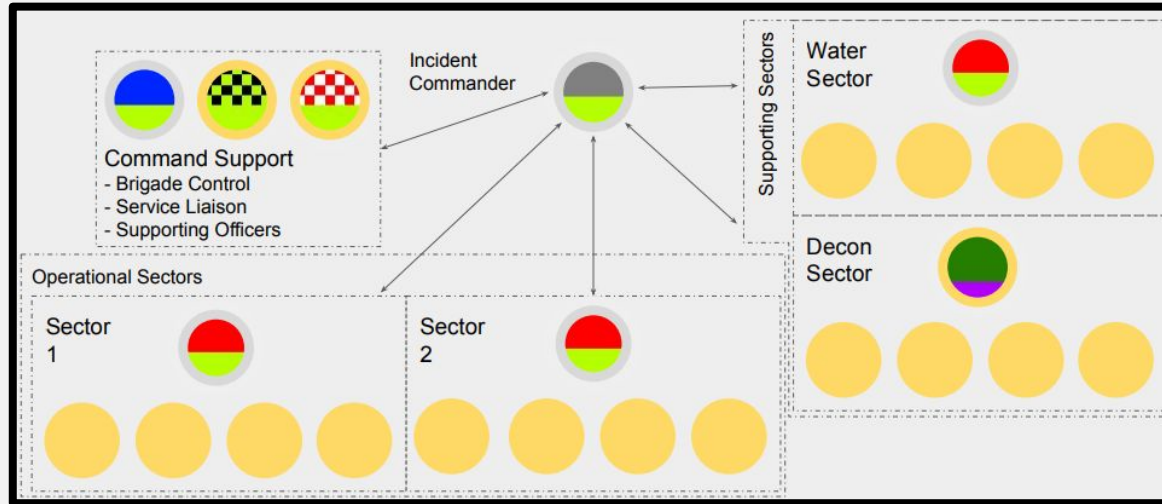 Incident
Commander
Command Support
- Brigade Control
- Service Liaison
- Supporting Officers
Supporting Sectors
Water
Sector
Decon
Sector
Operational Sectors
Sector
1
Sector
2